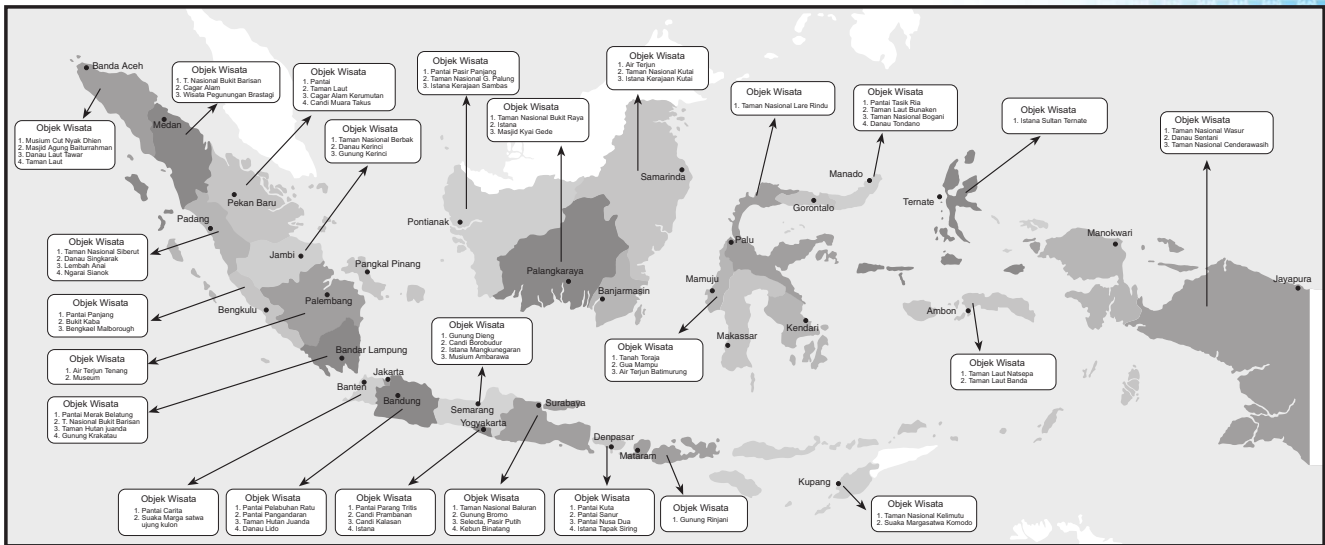 Banda Aceh
Objek Wisata
1. Musium Cut Nyak Dhien
2. Masjid Agung Baiturrahman
3. Danau Laut Tawar
4. Taman Laut
Objek Wisata
1. T. Nasional Bukit Barisan
2. Cagar Alam
3. Wisata Pegunungan Brastagi
Medan
Objek Wisata
1. Pantai
2. Taman Laut
3. Cagar Alam Kerumutan
4. Candi Muara Takus
Objek Wisata
1. Taman Nasional Berbak
2. Danau Kerinci
3. Gunung Kerinci
Pekan Baru
Padang
Jambi
Pangkal Pinang
Palembang
Bengkulu
Bandar Lampung
Objek Wisata
1. Taman Nasional Siberut
2. Danau Singkarak
3. Lembah Anai
4. Ngarai Sianok
Objek Wisata
1. Pantai Panjang
2. Bukit Kaba
3. Bengkael Malborough
Objek Wisata
1. Air Terjun Tenang
2. Museum
Objek Wisata
1. Pantai Merak Belatung
2. T. Nasional Bukit Barisan
3. Taman Hutan juanda
4. Gunung Krakatau
Objek Wisata
1. Pantai Pasir Panjang
2. Taman Nasional G. Palung
3. Istana Kerajaan Sambas
Objek Wisata
1. Taman Nasional Bukit Raya
2. Istana
3. Masjid Kyai Gede
Objek Wisata
1. Air Terjun
2. Taman Nasional Kutai
3. Istana Kerajaan Kutai
Pontianak
Samarinda
Palangkaraya
Banjarmasin
Objek Wisata
1. Taman Nasional Lare Rindu
Objek Wisata
1. Pantai Tasik Ria
2. Taman Laut Bunaken
3. Taman Nasional Bogani
4. Danau Tondano
Manado
Gorontalo
Palu
Mamuju
Makassar
Kendari
Objek Wisata
1. Tanah Toraja
2. Gua Mampu
3. Air Terjun Batimurung
Objek Wisata
1. Istana Sultan Ternate
Ternate
Objek Wisata
1. Taman Nasional Wasur
2. Danau Sentani
3. Taman Nasional Cenderawasih
Manokwari
Jayapura
Ambon
Objek Wisata
1. Taman Laut Natsepa
2. Taman Laut Banda
Objek Wisata
1. Gunung Dieng
2. Candi Borobudur
2. Istana Mangkunegaran
3. Musium Ambarawa
Jakarta
Banten
Bandung
Semarang
Yogyakarta
Surabaya
Denpasar
Mataram
Kupang
Objek Wisata
1. Pantai Carita
2. Suaka Marga satwa
ujung kulon
Objek Wisata
1. Pantai Pelabuhan Ratu
2. Pantai Pangandaran
3. Taman Hutan Juanda
4. Danau Lido
Objek Wisata
1. Pantai Parang Tritis
2. Candi Prambanan
3. Candi Kalasan
4. Istana
Objek Wisata
1. Taman Nasional Baluran
2. Gunung Bromo
3. Selecta, Pasir Putih
4. Kebun Binatang
Objek Wisata
1. Pantai Kuta
2. Pantai Sanur
3. Pantai Nusa Dua
4. Istana Tapak Siring
Objek Wisata
1. Gunung Rinjani
Objek Wisata
1. Taman Nasional Kelimutu
2. Suaka Margasatwa Komodo